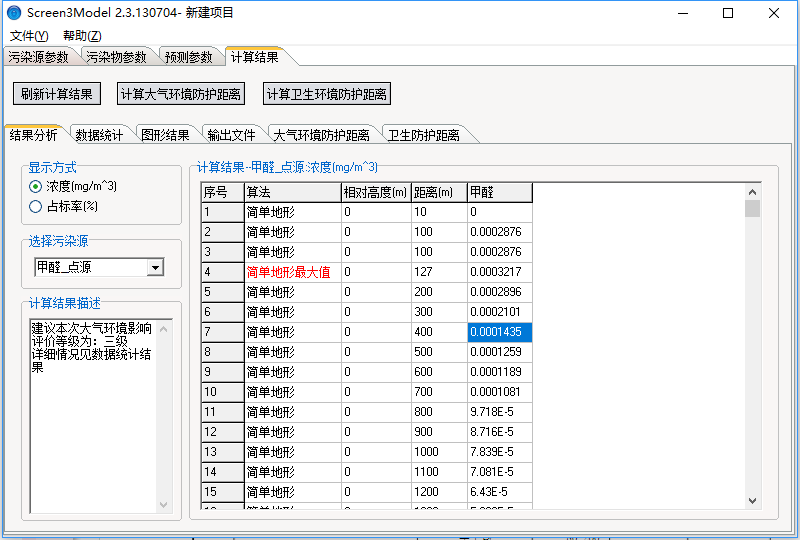 Screen3Model 2.3.130704- 新建项目
文件(Y) 帮助(Z)
污染源参数 污染物参数 预测参数 计算结果
刷新计算结果 计算大气环境防护距离 计算卫生环境防护距离
结果分析 数据统计 图形结果 输出文件 大气环境防护距离 卫生防护距离
显示方式
浓度(mg/m^3)
占标率(%)
选择污染源
甲醛_点源
计算结果描述
建议本次大气环境影响
评价等级为：三级
详细情况见数据统计结
果
计算结果--甲醛_点源:浓度(mg/m^3)
序号 算法 相对高度(m) 距离(m) 甲醛
1 简单地形 0 10 0
2 简单地形 0 100 0.0002876
3 简单地形 0 100 0.0002876
4 简单地形最大值 0 127 0.0003217
5 简单地形 0 200 0.0002896
6 简单地形 0 300 0.0002101
7 简单地形 0 400 0.0001435
8 简单地形 0 500 0.0001259
9 简单地形 0 600 0.0001189
10 简单地形 0 700 0.0001081
11 简单地形 0 800 9.718E-5
12 简单地形 0 900 8.716E-5
13 简单地形 0 1000 7.839E-5
14 简单地形 0 1100 7.081E-5
15 简单地形 0 1200 6.43E-5